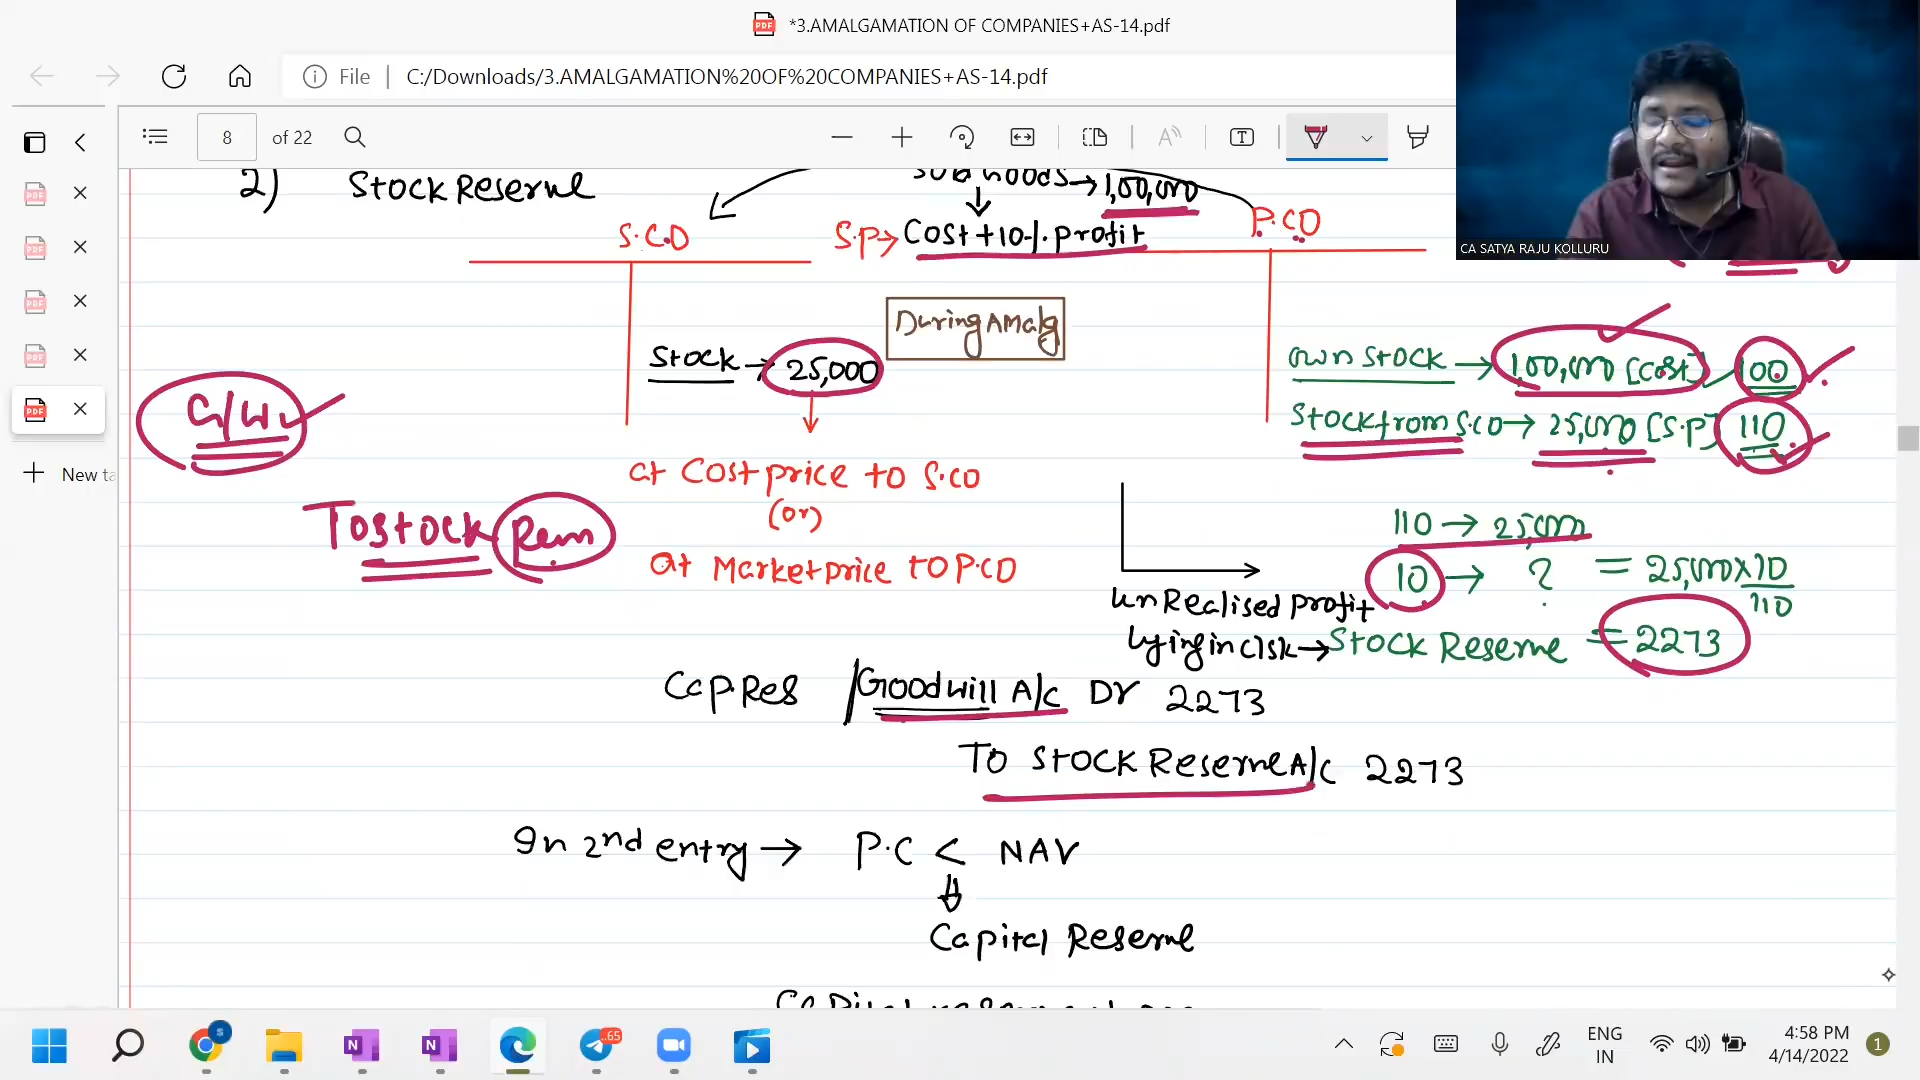 *3.AMALGAMATION OF COMPANIES+AS-14.pdf
File
C:/Downloads/3.AMALGAMATION%20OF%20COMPANIES+AS-14.pdf
8 of 22
CA SATYA RAJU KOLLURU
2) Stock Reserve
→ 1,00,000
S.CO
S.P→ Cost + 10% profit
P.CO
During Amalg
Stock → 25,000
own stock → 1,00,000 [cost] 100
Stock from S.CO → 25,000 [S.P] 110
G/W
at Cost price to S.CO
(or)
at Market price to P.CO
To Stock Res
110 → 25,000
10 → ? = 25,000 x 10
110
unRealised profit
lying in clsk → Stock Reserve = 2273
Cap.Res / Goodwill A/c Dr 2273
To Stock Reserve A/c 2273
In 2nd entry → P.C < NAV
Capital Reserve
New ta
65
ENG
IN
4:58 PM
4/14/2022
1